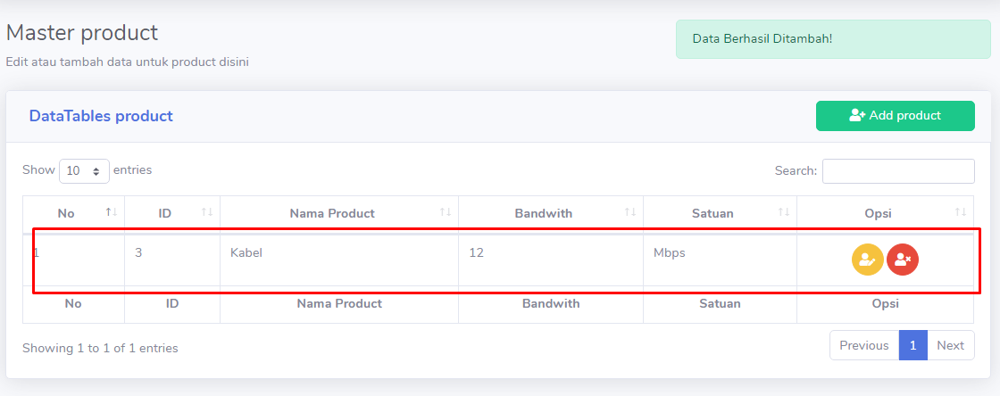 Master product
Data Berhasil Ditambah!
Edit atau tambah data untuk product disini
DataTables product
Add product
Show 10 entries
Search:
No ID Nama Product Bandwith Satuan Opsi
1 3 Kabel 12 Mbps
No ID Nama Product Bandwith Satuan Opsi
Showing 1 to 1 of 1 entries
Previous 1 Next